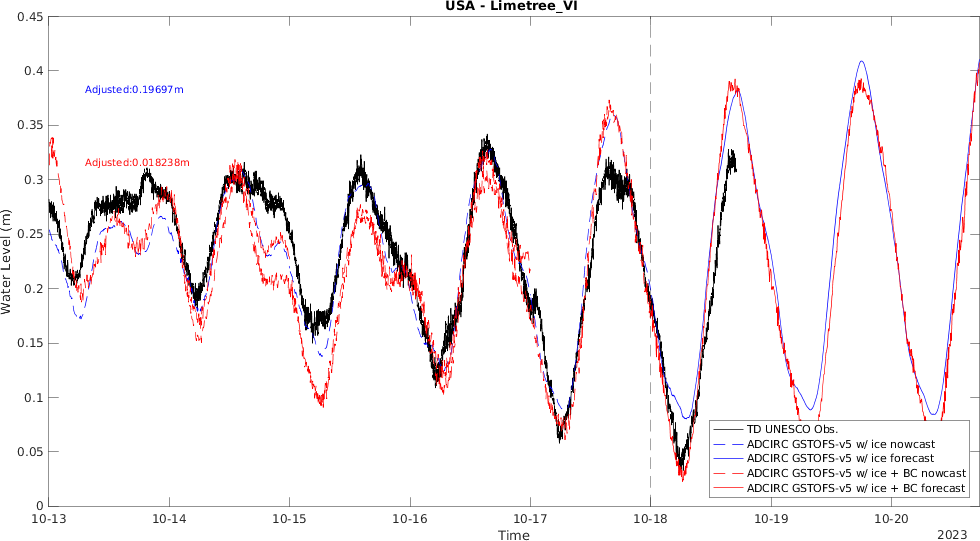 USA - Limetree_VI
0.45
0.4
0.35
0.3
0.25
0.2
0.15
0.1
0.05
0
Water Level (m)
Adjusted:0.19697m
Adjusted:0.018238m
TD UNESCO Obs.
ADCIRC GSTOFS-v5 w/ ice nowcast
ADCIRC GSTOFS-v5 w/ ice forecast
ADCIRC GSTOFS-v5 w/ ice + BC nowcast
ADCIRC GSTOFS-v5 w/ ice + BC forecast
10-13 10-14 10-15 10-16 10-17 10-18 10-19 10-20
Time
2023